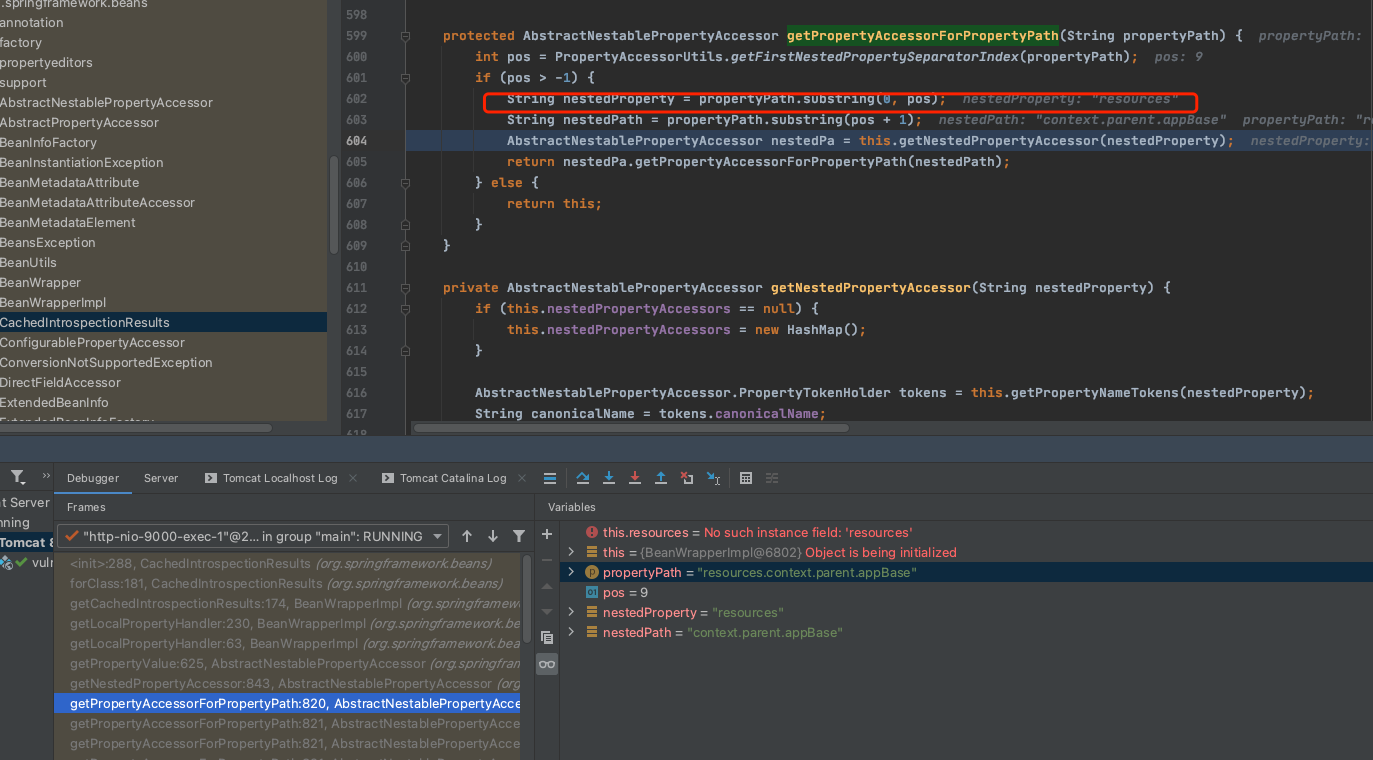 .springframework.beans
annotation
factory
propertyeditors
support
AbstractNestablePropertyAccessor
AbstractPropertyAccessor
BeanInfoFactory
BeanInstantiationException
BeanMetadataAttribute
BeanMetadataAttributeAccessor
BeanMetadataElement
BeansException
BeanUtils
BeanWrapper
BeanWrapperImpl
CachedIntrospectionResults
ConfigurablePropertyAccessor
ConversionNotSupportedException
DirectFieldAccessor
ExtendedBeanInfo
ExtendedBeanInfoFactory
598
599 protected AbstractNestablePropertyAccessor getPropertyAccessorForPropertyPath(String propertyPath) { propertyPath:
600 int pos = PropertyAccessorUtils.getFirstNestedPropertySeparatorIndex(propertyPath); pos: 9
601 if (pos > -1) {
602 String nestedProperty = propertyPath.substring(0, pos); nestedProperty: "resources"
603 String nestedPath = propertyPath.substring(pos + 1); nestedPath: "context.parent.appBase" propertyPath: "re
604 AbstractNestablePropertyAccessor nestedPa = this.getNestedPropertyAccessor(nestedProperty); nestedProperty:
605 return nestedPa.getPropertyAccessorForPropertyPath(nestedPath);
606 } else {
607 return this;
608 }
609 }
610
611 private AbstractNestablePropertyAccessor getNestedPropertyAccessor(String nestedProperty) {
612 if (this.nestedPropertyAccessors == null) {
613 this.nestedPropertyAccessors = new HashMap();
614 }
615
616 AbstractNestablePropertyAccessor.PropertyTokenHolder tokens = this.getPropertyNameTokens(nestedProperty);
617 String canonicalName = tokens.canonicalName;
618
Debugger Server Tomcat Localhost Log Tomcat Catalina Log
t Server
nning
Tomcat 8
vuln
Frames
"http-nio-9000-exec-1"@2... in group "main": RUNNING
<init>:288, CachedIntrospectionResults (org.springframework.beans)
forClass:181, CachedIntrospectionResults (org.springframework.beans)
getCachedIntrospectionResults:174, BeanWrapperImpl (org.springframew
getLocalPropertyHandler:230, BeanWrapperImpl (org.springframework.be
getLocalPropertyHandler:63, BeanWrapperImpl (org.springframework.bea
getPropertyValue:625, AbstractNestablePropertyAccessor (org.springfram
getNestedPropertyAccessor:843, AbstractNestablePropertyAccessor (org
getPropertyAccessorForPropertyPath:820, AbstractNestablePropertyAcce
getPropertyAccessorForPropertyPath:821, AbstractNestablePropertyAcce
getPropertyAccessorForPropertyPath:821, AbstractNestablePropertyAcce
Variables
this.resources = No such instance field: 'resources'
this = {BeanWrapperImpl@6802} Object is being initialized
propertyPath = "resources.context.parent.appBase"
pos = 9
nestedProperty = "resources"
nestedPath = "context.parent.appBase"